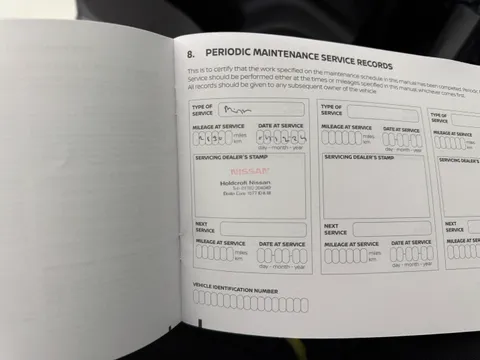 8. PERIODIC MAINTENANCE SERVICE RECORDS
This is to certify that the work specified on the maintenance schedule in this manual has been completed. Periodic
service should be performed either at the times or mileages specified in this manual, whichever comes first.
All records should be given to any subsequent owner of the vehicle.
TYPE OF SERVICE
MILEAGE AT SERVICE
miles
km
DATE AT SERVICE
day - month - year
SERVICING DEALER'S STAMP
NISSAN
Holdcroft Nissan
NEXT SERVICE
MILEAGE AT SERVICE
miles
km
DATE AT SERVICE
day - month - year
TYPE OF SERVICE
MILEAGE AT SERVICE
miles
km
DATE AT SERVICE
day - month - year
SERVICING DEALER'S STAMP
NEXT SERVICE
MILEAGE AT SERVICE
miles
km
DATE AT SERVICE
day - month - year
TYPE OF
SERVICE
MILEAGE AT SERVICE
SERVICING DEALER'S
NEXT
SERVICE
MILEAGE AT SERVICE
VEHICLE IDENTIFICATION NUMBER